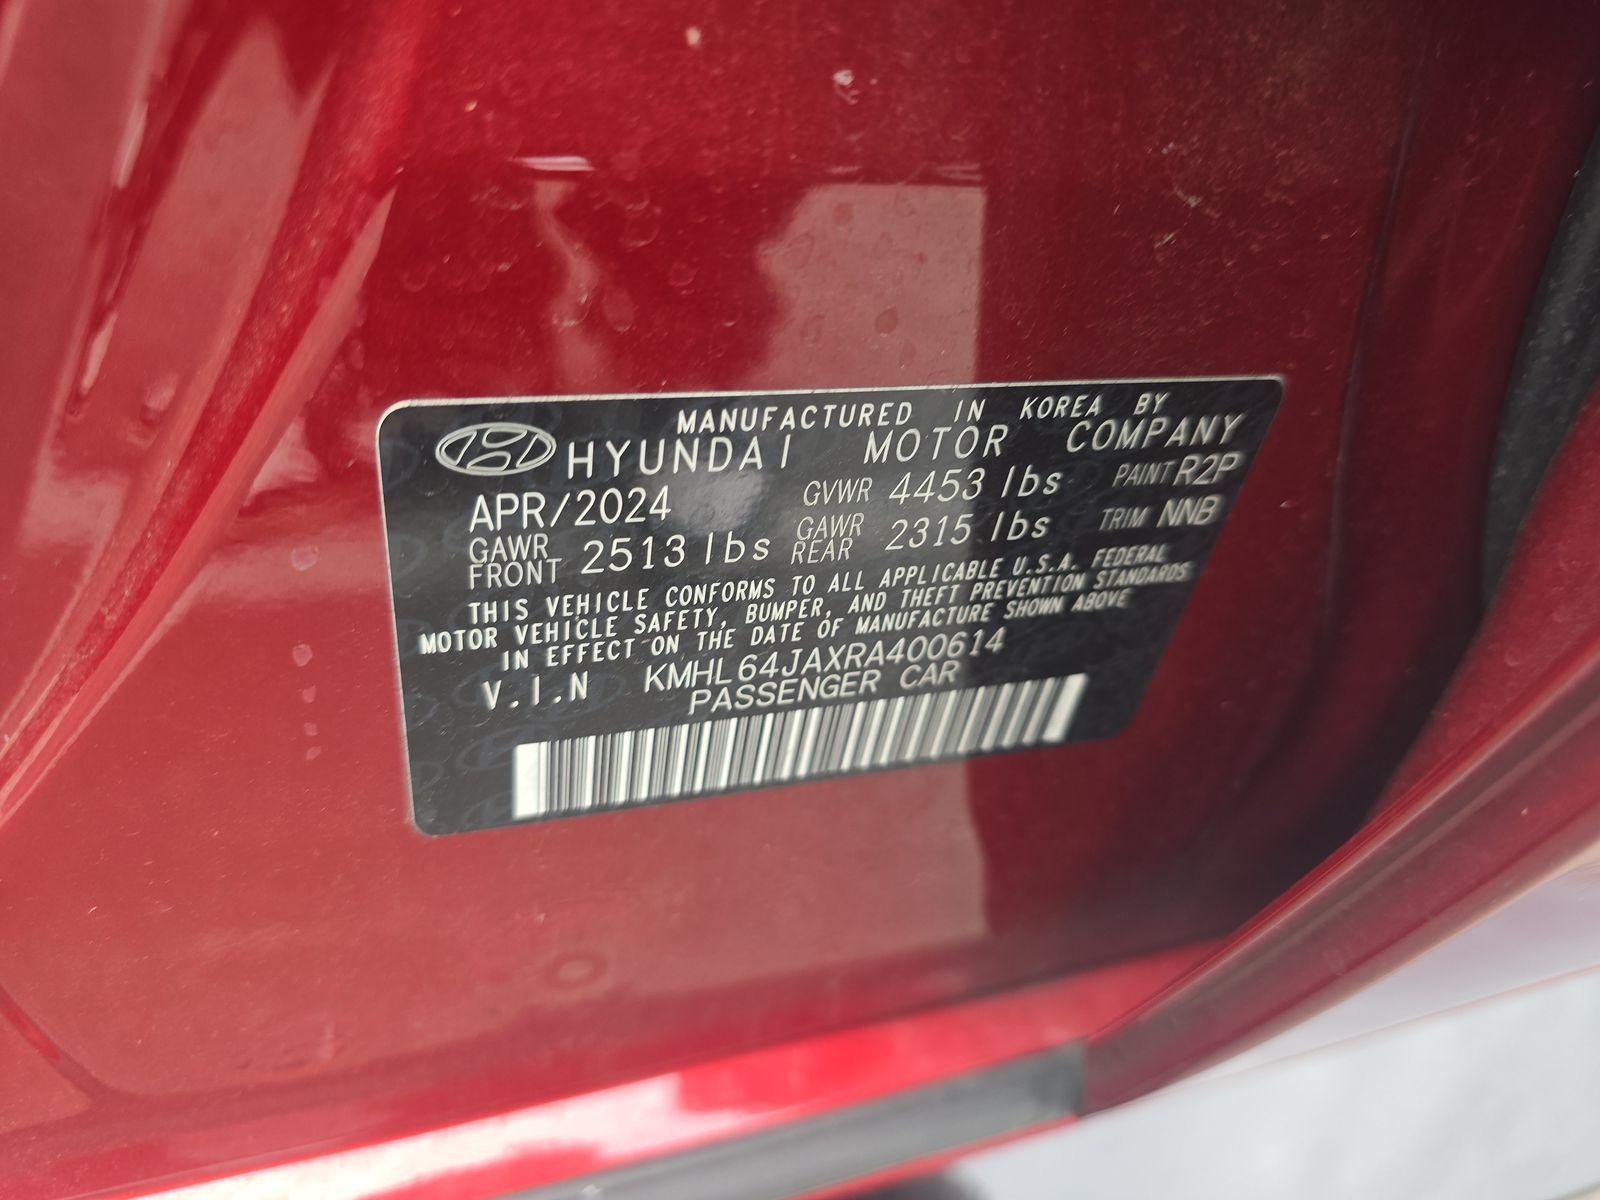 MANUFACTURED IN KOREA BY
HYUNDAI MOTOR COMPANY
APR/2024 GVWR 4453 lbs PAINT R2P
GAWR FRONT 2513 lbs GAWR REAR 2315 lbs TRIM NNB
THIS VEHICLE CONFORMS TO ALL APPLICABLE U.S.A. FEDERAL
MOTOR VEHICLE SAFETY, BUMPER, AND THEFT PREVENTION STANDARDS
IN EFFECT ON THE DATE OF MANUFACTURE SHOWN ABOVE
V.I.N KMHL64JAXRA400614
PASSENGER CAR